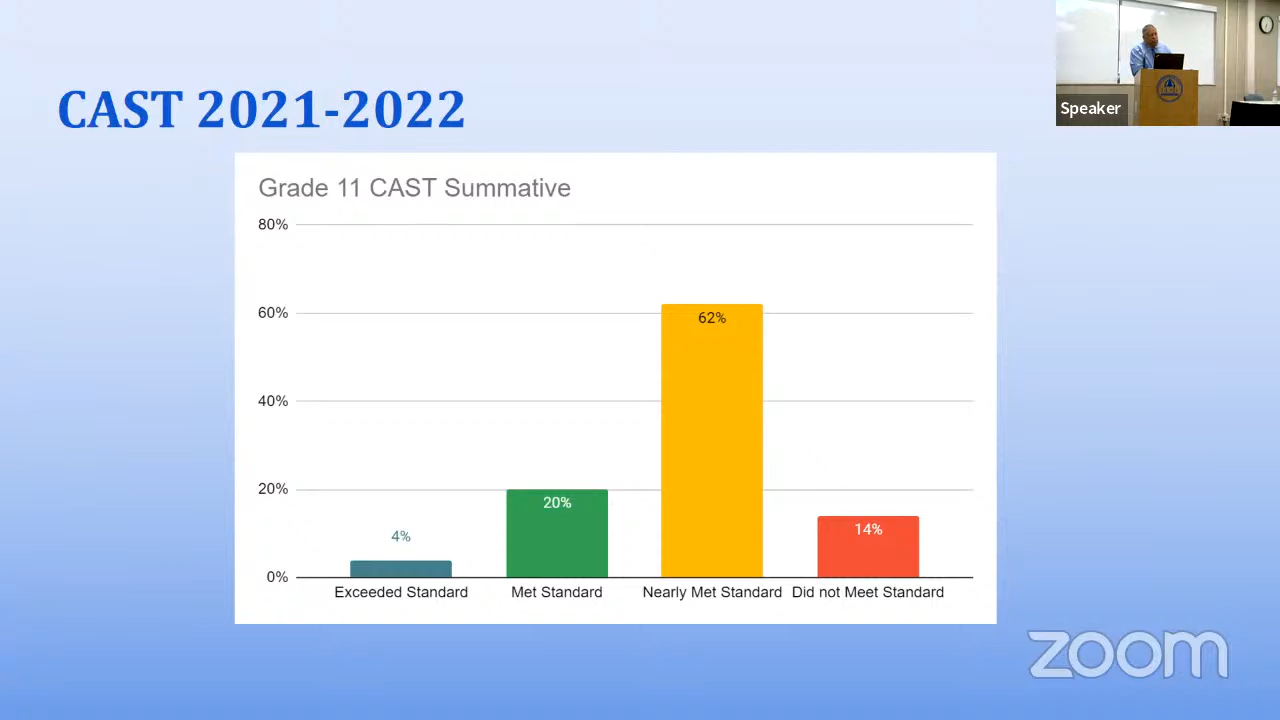 CAST 2021-2022
Speaker
Grade 11 CAST Summative
80%
60%
40%
20%
0%
4%
20%
62%
14%
Exceeded Standard
Met Standard
Nearly Met Standard
Did not Meet Standard
zoom